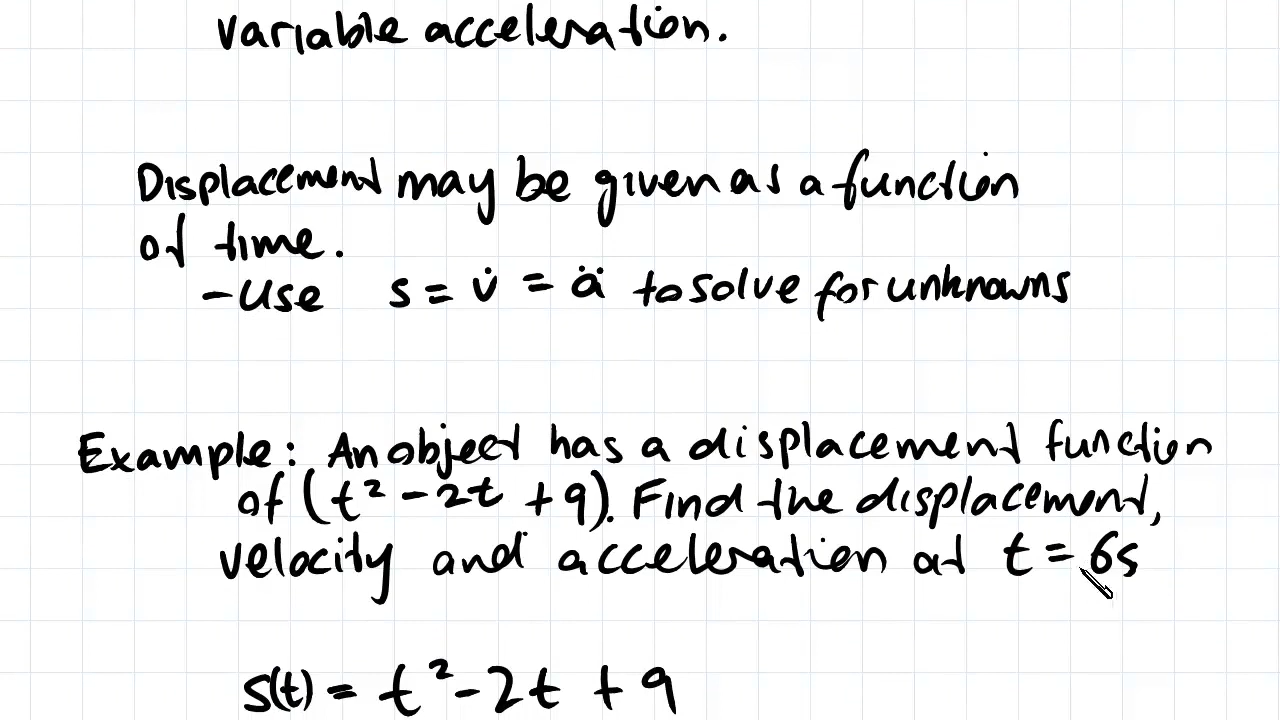 variable acceleration.
Displacement may be given as a function
of time.
- Use s = v̇ = ä to solve for unknowns
Example: An object has a displacement function
of (t² - 2t + 9). Find the displacement,
velocity and acceleration at t = 6s
s(t) = t² - 2t + 9